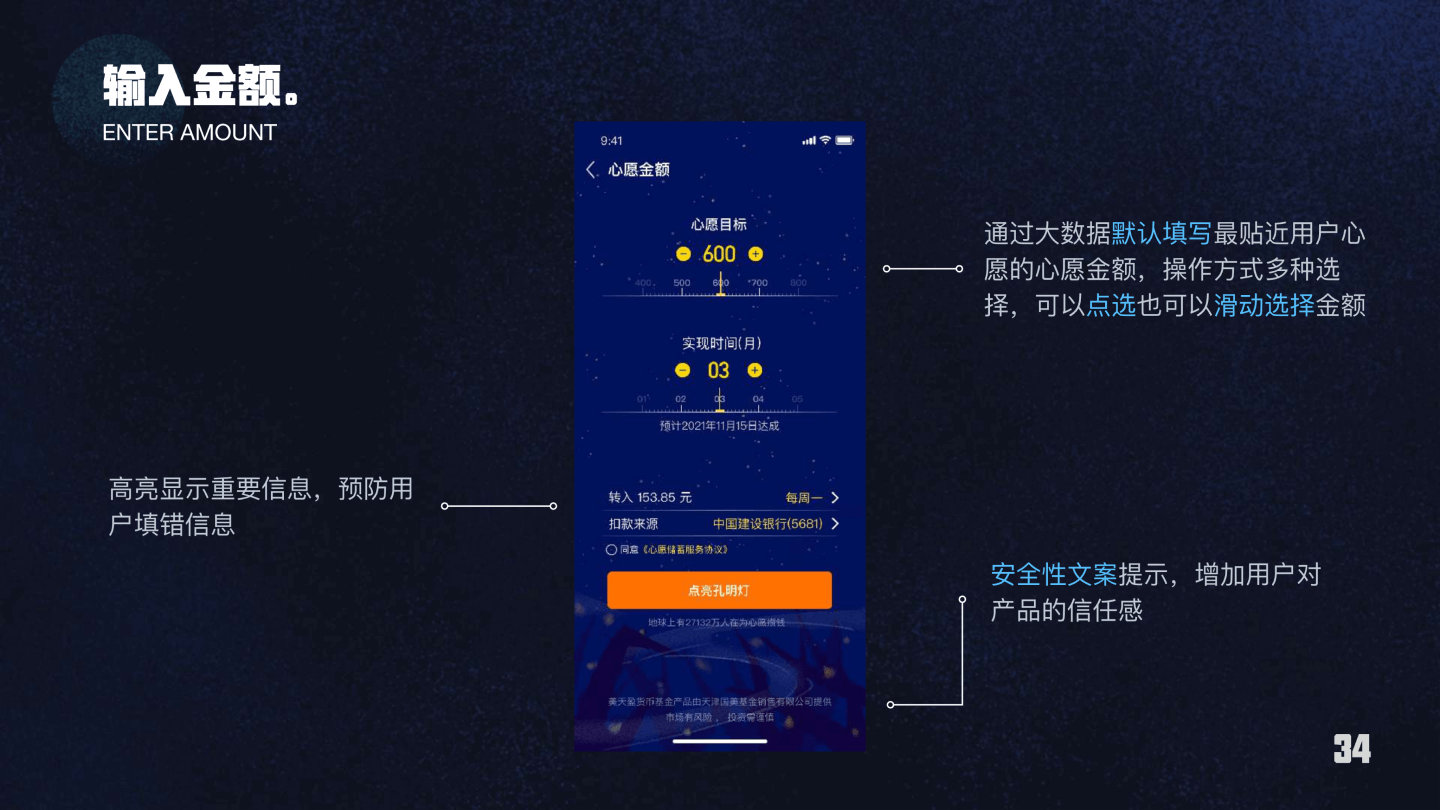 输入金额。
ENTER AMOUNT
9:41
心愿金额
心愿目标
600
400 500 600 700 800
实现时间(月)
03
01 02 03 04 05
预计2021年11月15日达成
转入 153.85 元 每周一
扣款来源 中国建设银行(5681)
同意《心愿储蓄服务协议》
点亮孔明灯
地球上有27132万人在为心愿攒钱
美天盈货币基金产品由天津国美基金销售有限公司提供
市场有风险 ，投资需谨慎
通过大数据默认填写最贴近用户心
愿的心愿金额，操作方式多种选
择，可以点选也可以滑动选择金额
高亮显示重要信息，预防用
户填错信息
安全性文案提示，增加用户对
产品的信任感
34